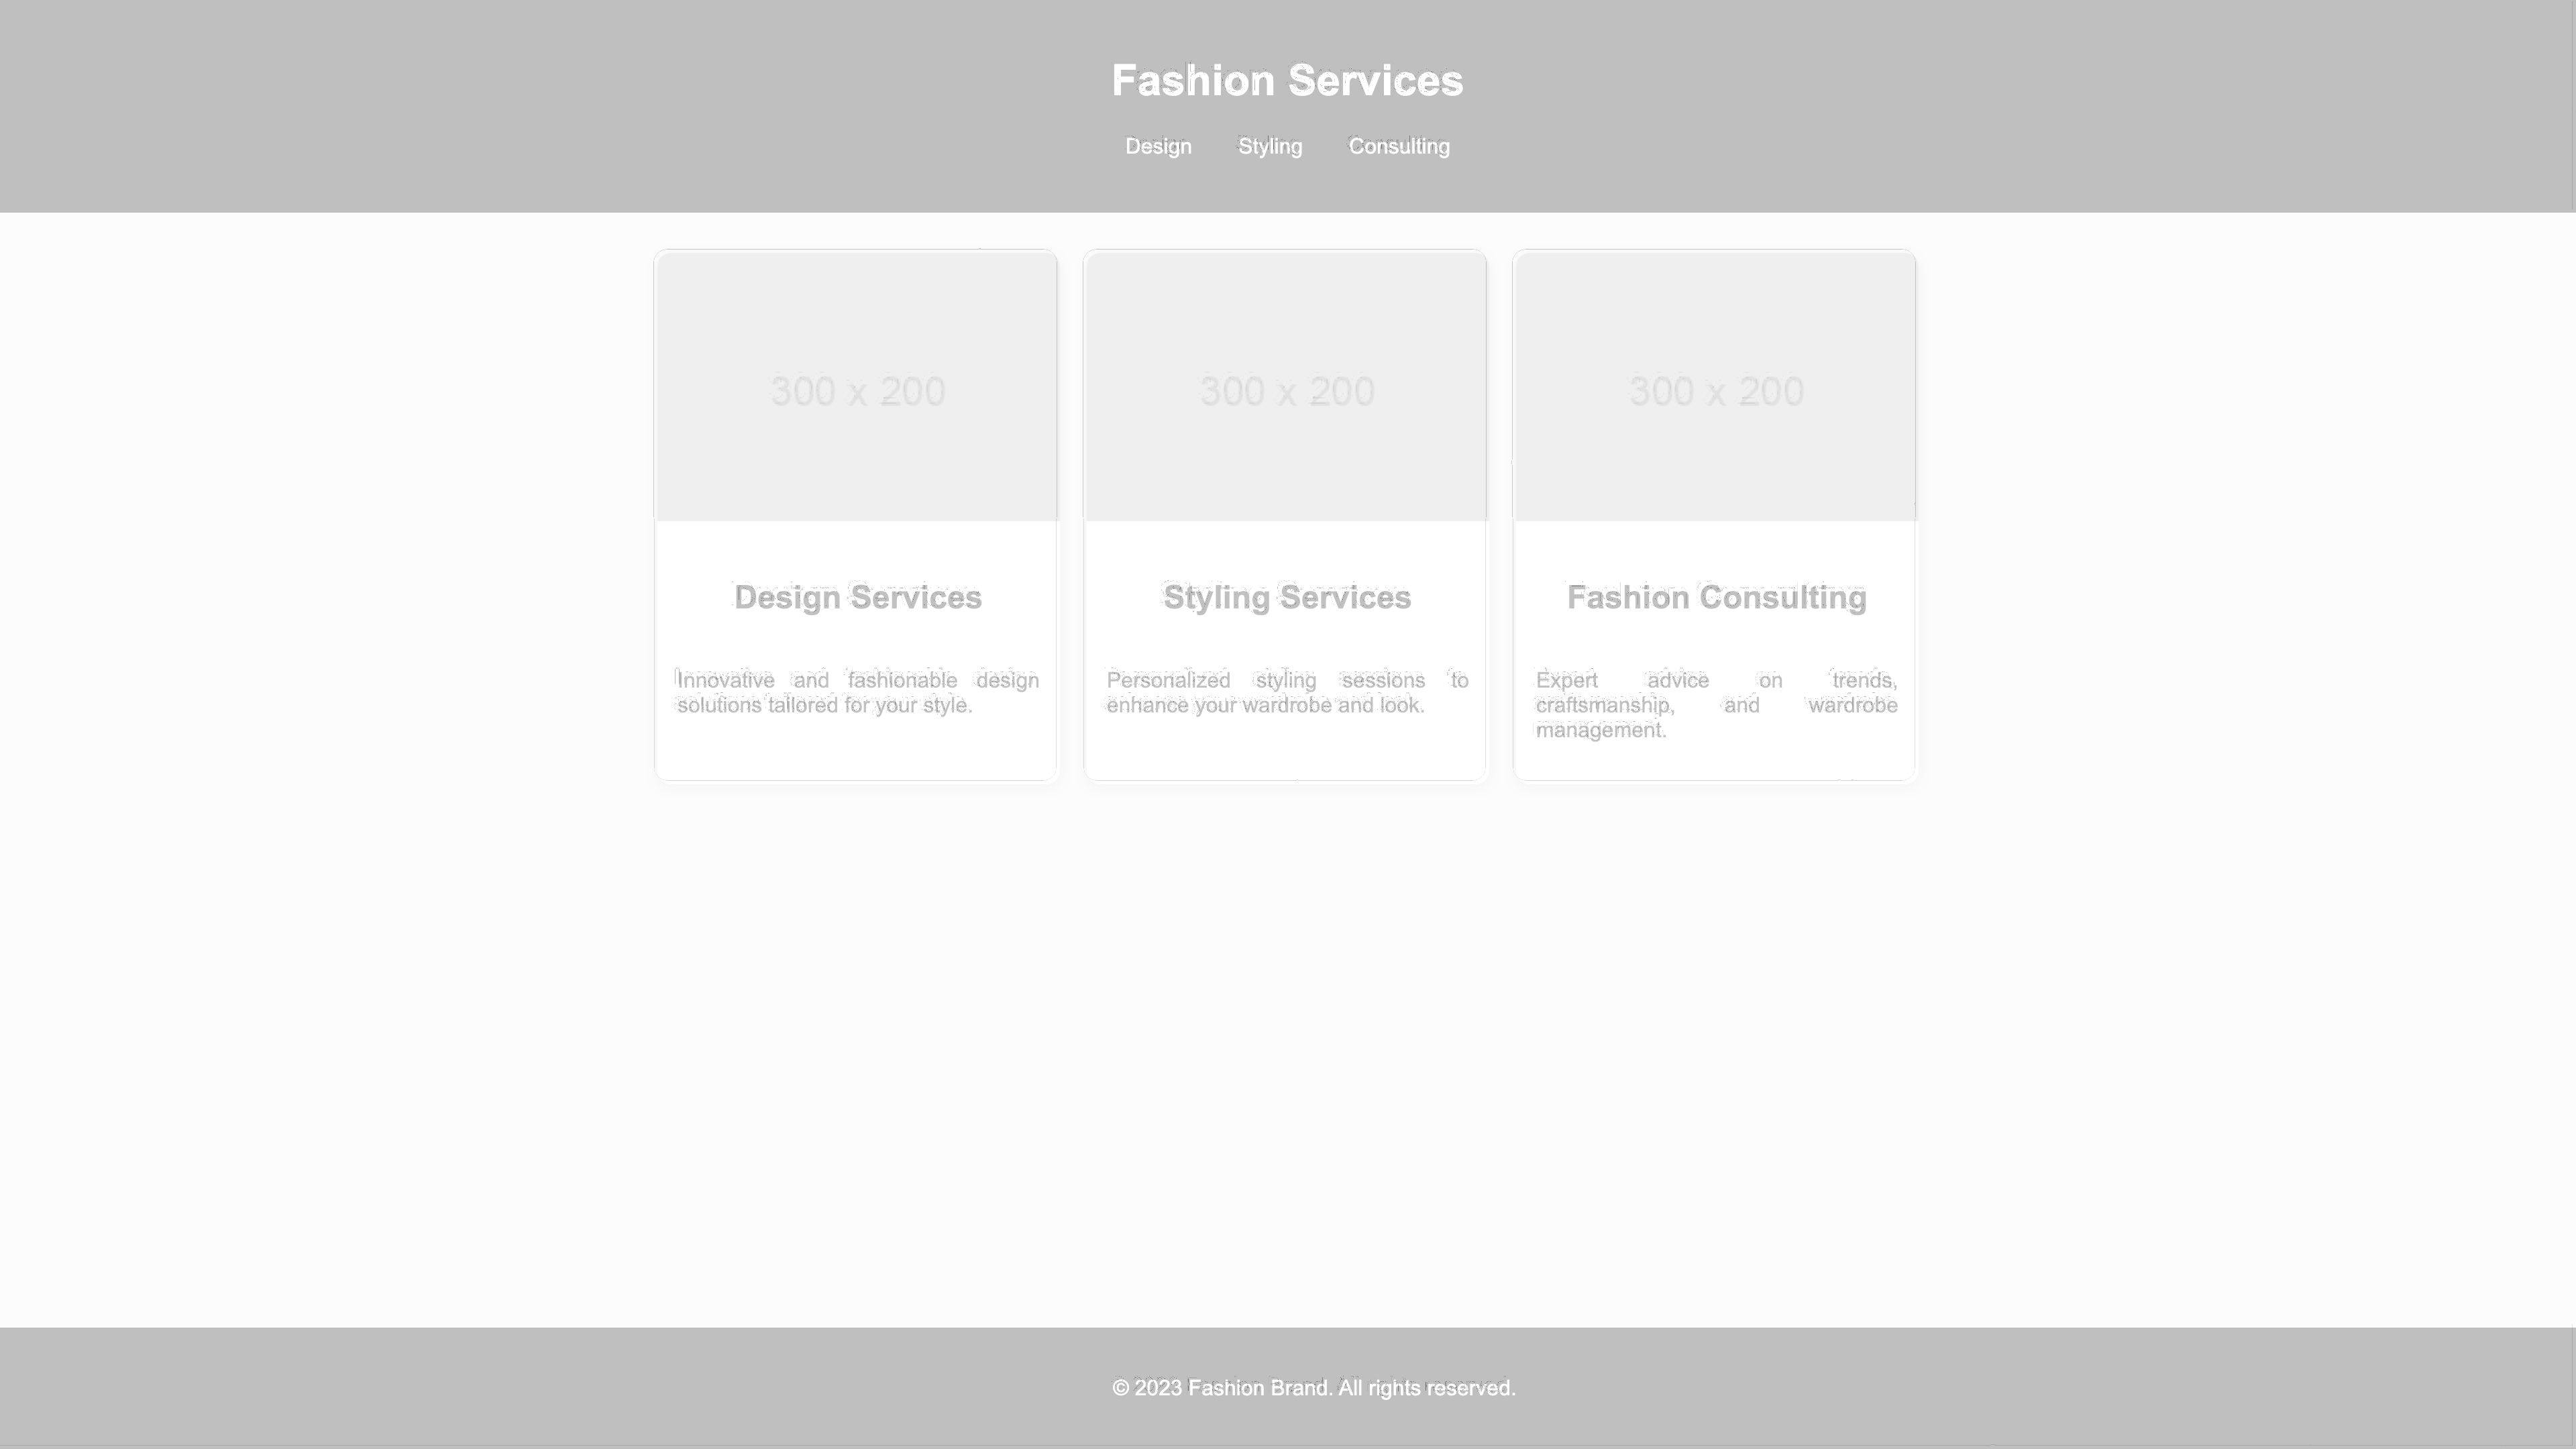 Fashion Services
Design Styling Consulting
300 x 200
300 x 200
300 x 200
Design Services
Innovative and fashionable design
solutions tailored for your style.
Styling Services
Personalized styling sessions to
enhance your wardrobe and look.
Fashion Consulting
Expert advice on trends,
craftsmanship, and wardrobe
management.
© 2023 Fashion Brand. All rights reserved.